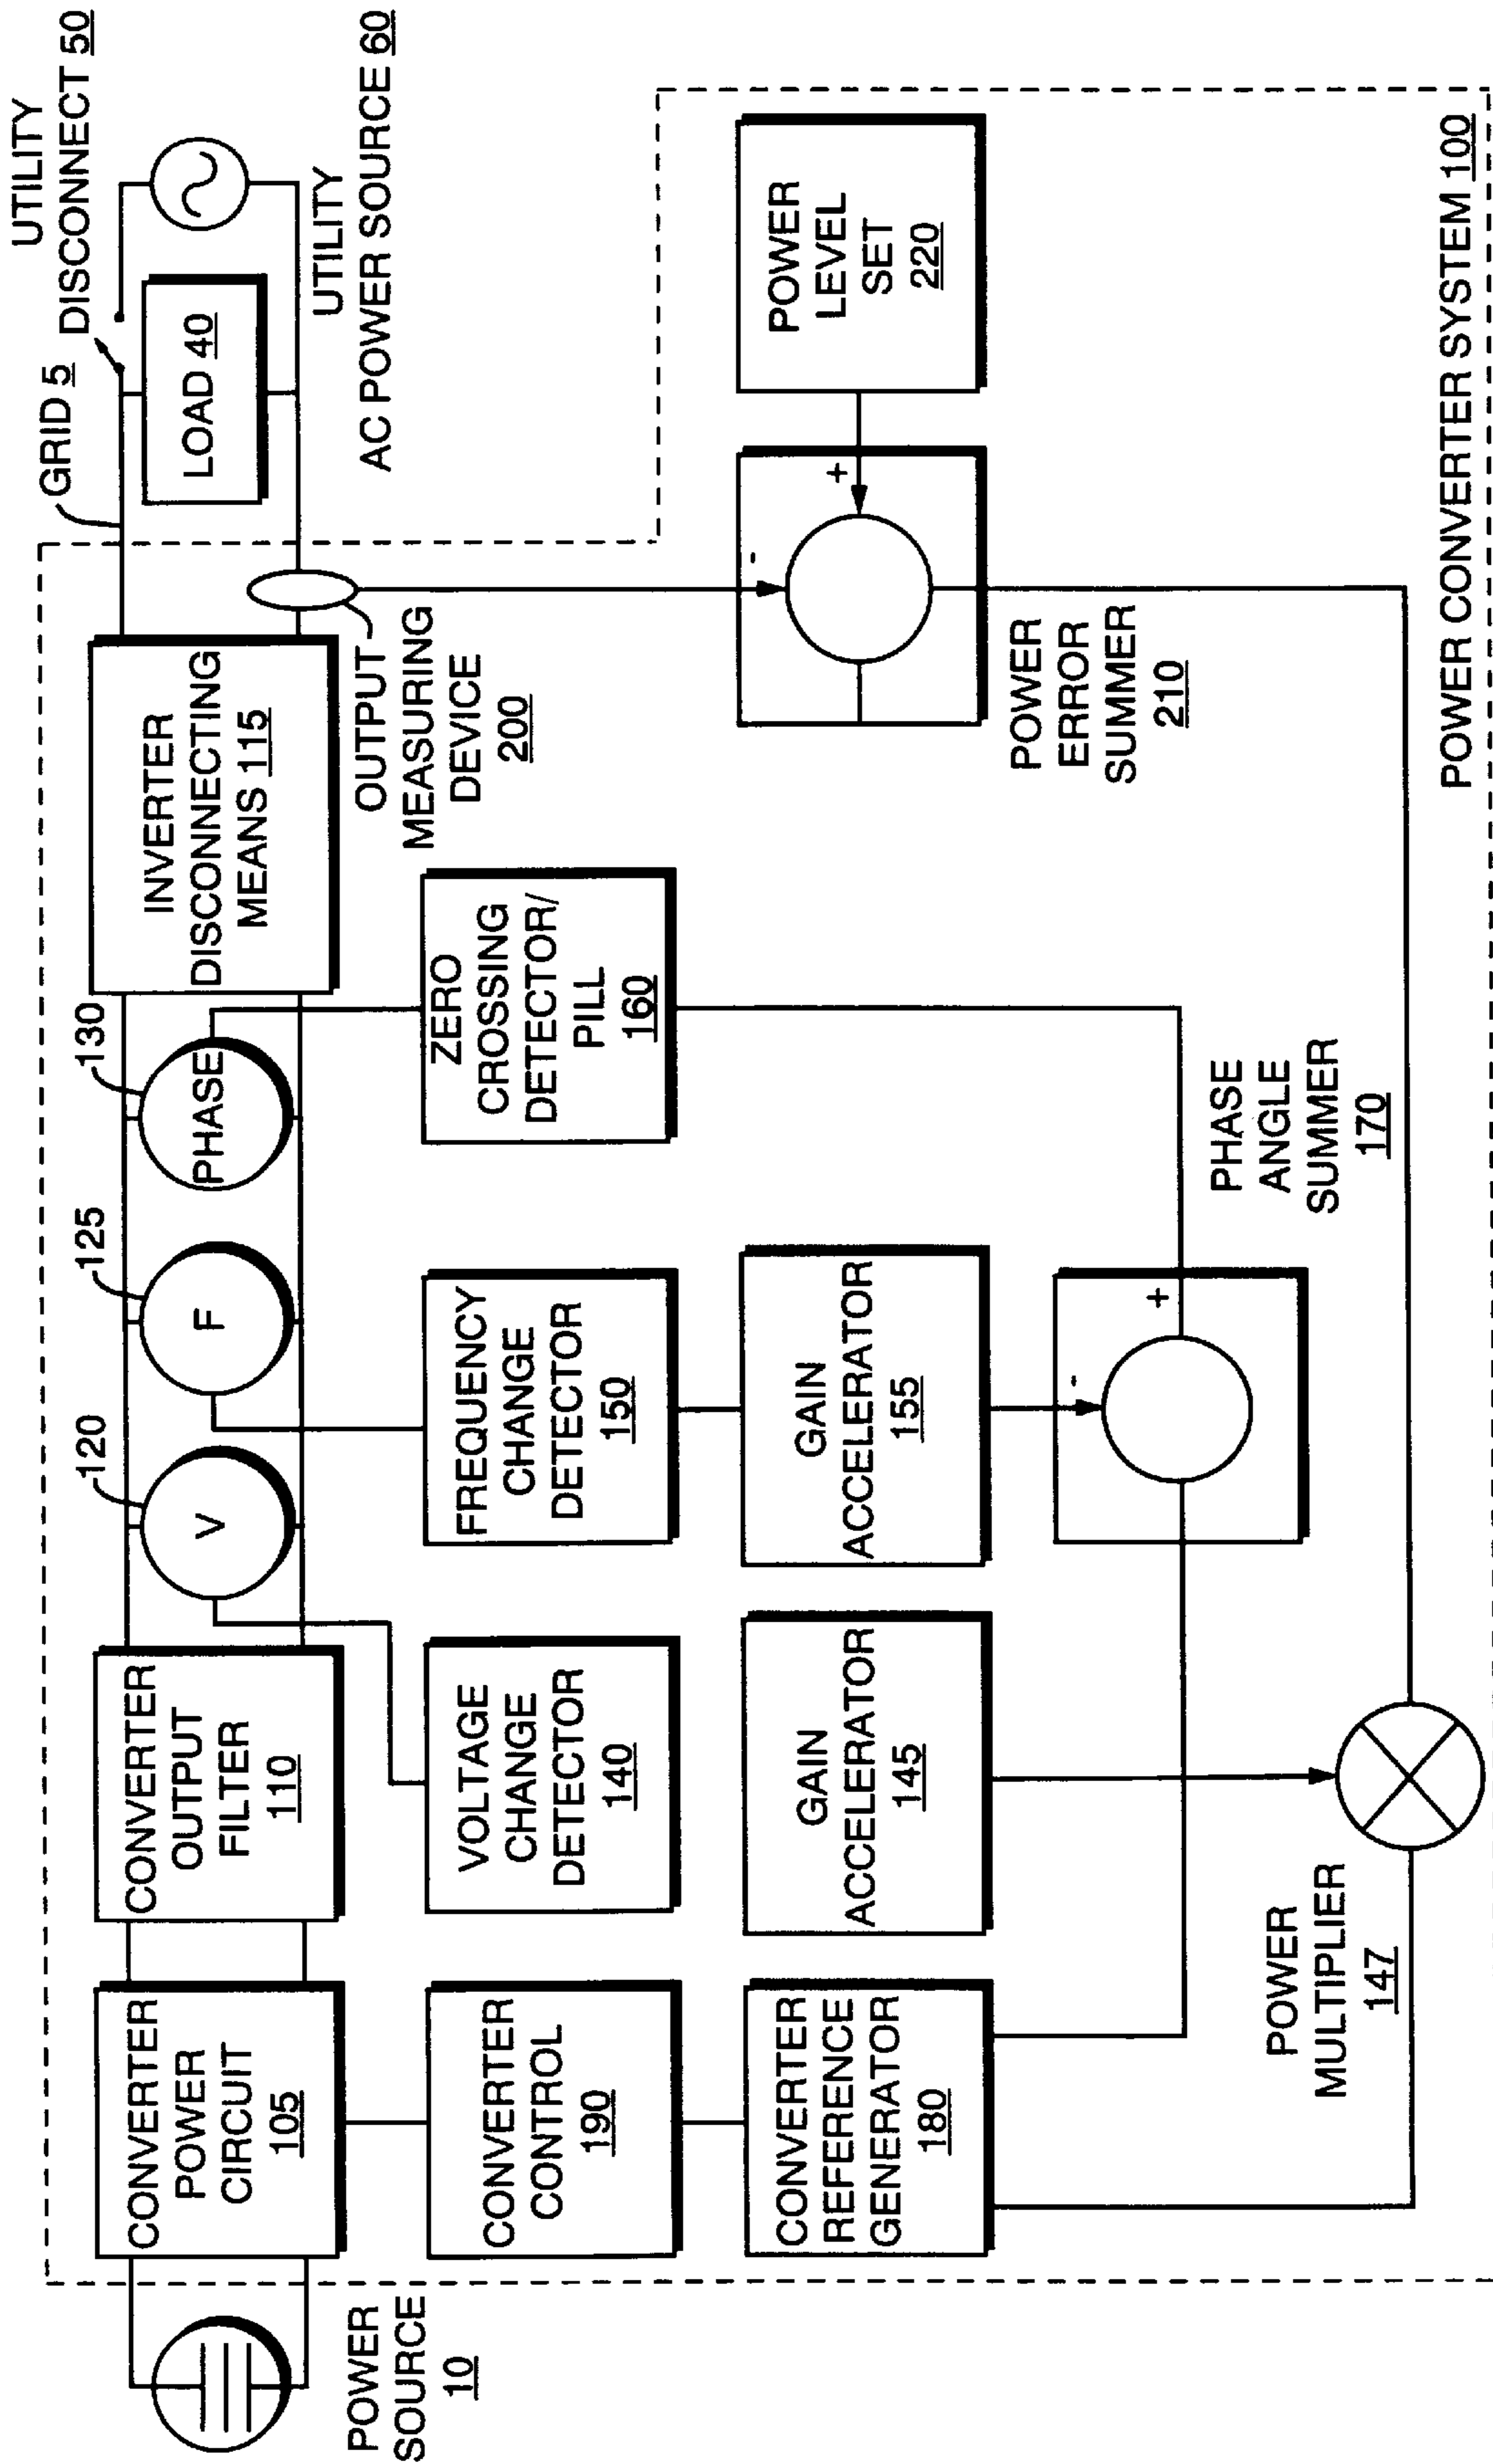 UTILITY
DISCONNECT 50
GRID 5
LOAD 40
UTILITY
AC POWER SOURCE 60
POWER
SOURCE
10
CONVERTER
POWER
CIRCUIT
105
CONVERTER
OUTPUT
FILTER
110
120
V
125
F
130
PHASE
INVERTER
DISCONNECTING
MEANS 115
OUTPUT
MEASURING
DEVICE
200
CONVERTER
CONTROL
190
VOLTAGE
CHANGE
DETECTOR
140
FREQUENCY
CHANGE
DETECTOR
150
ZERO
CROSSING
DETECTOR/
PILL
160
CONVERTER
REFERENCE
GENERATOR
180
GAIN
ACCELERATOR
145
GAIN
ACCELERATOR
155
-
+
PHASE
ANGLE
SUMMER
170
-
+
POWER
ERROR
SUMMER
210
POWER
LEVEL
SET
220
POWER
MULTIPLIER
147
POWER CONVERTER SYSTEM 100